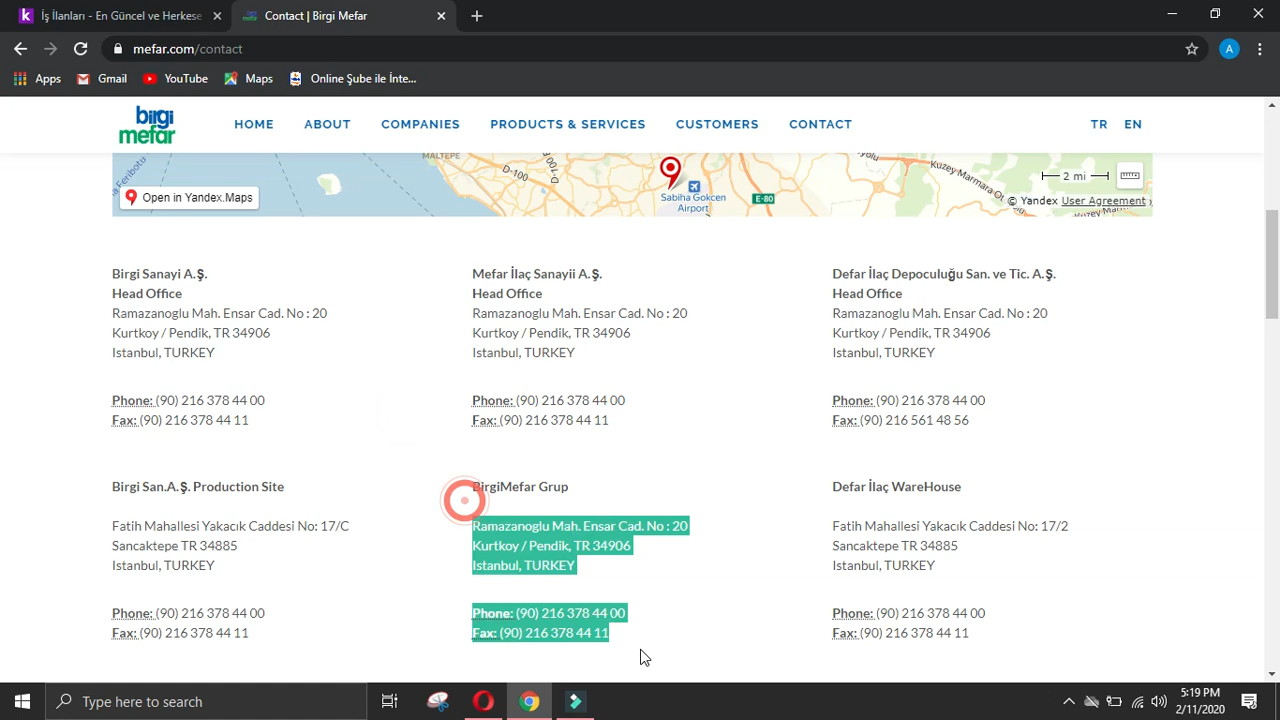 İş İlanları - En Güncel ve Herkese
Contact | Birgi Mefar
mefar.com/contact
A
Apps
Gmail
YouTube
Maps
Online Şube ile İnte...
birgi
mefar
HOME
ABOUT
COMPANIES
PRODUCTS & SERVICES
CUSTOMERS
CONTACT
TR
EN
MALTEPE
D-100
D-100
Open in Yandex.Maps
Sabiha Gokcen
Airport
E-80
Kuzey Marmara
2 mi
© Yandex User Agreement
Birgi Sanayi A.Ş.
Head Office
Ramazanoglu Mah. Ensar Cad. No : 20
Kurtkoy / Pendik, TR 34906
Istanbul, TURKEY
Phone: (90) 216 378 44 00
Fax: (90) 216 378 44 11
Mefar İlaç Sanayii A.Ş.
Head Office
Ramazanoglu Mah. Ensar Cad. No : 20
Kurtkoy / Pendik, TR 34906
Istanbul, TURKEY
Phone: (90) 216 378 44 00
Fax: (90) 216 378 44 11
Defar İlaç Depoculuğu San. ve Tic. A.Ş.
Head Office
Ramazanoglu Mah. Ensar Cad. No : 20
Kurtkoy / Pendik, TR 34906
Istanbul, TURKEY
Phone: (90) 216 378 44 00
Fax: (90) 216 561 48 56
Birgi San.A.Ş. Production Site
Fatih Mahallesi Yakacık Caddesi No: 17/C
Sancaktepe TR 34885
Istanbul, TURKEY
Phone: (90) 216 378 44 00
Fax: (90) 216 378 44 11
BirgiMefar Grup
Ramazanoglu Mah. Ensar Cad. No : 20
Kurtkoy / Pendik, TR 34906
Istanbul, TURKEY
Phone: (90) 216 378 44 00
Fax: (90) 216 378 44 11
Defar İlaç WareHouse
Fatih Mahallesi Yakacık Caddesi No: 17/2
Sancaktepe TR 34885
Istanbul, TURKEY
Phone: (90) 216 378 44 00
Fax: (90) 216 378 44 11
Type here to search
5:19 PM
2/11/2020